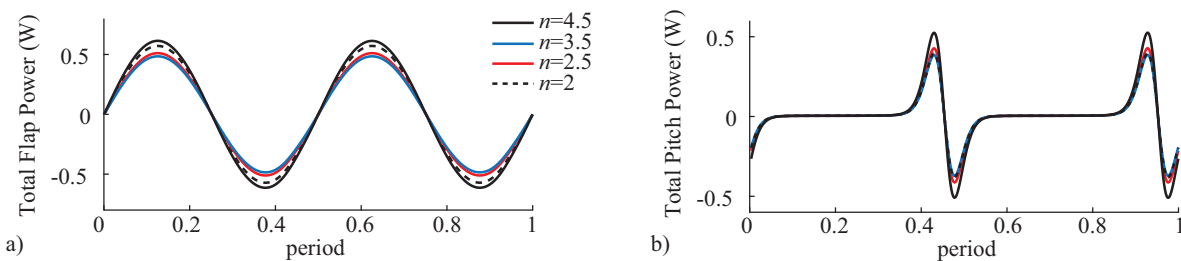 Total Flap Power (W)
0.5
0
-0.5
0
0.2
0.4
0.6
0.8
1
period
a)
n=4.5
n=3.5
n=2.5
n=2
Total Pitch Power (W)
0.5
0
-0.5
0
0.2
0.4
0.6
0.8
1
period
b)